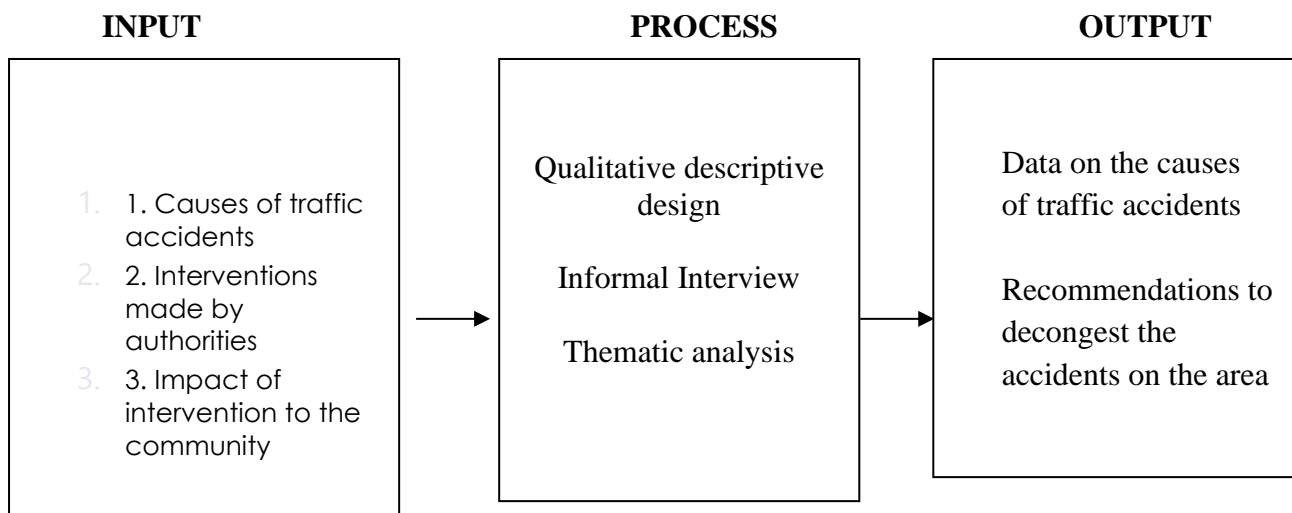 INPUT
PROCESS
OUTPUT
1. 1. Causes of traffic
accidents
2. 2. Interventions
made by
authorities
3. 3. Impact of
intervention to the
community
Qualitative descriptive
design
Informal Interview
Thematic analysis
Data on the causes
of traffic accidents
Recommendations to
decongest the
accidents on the area